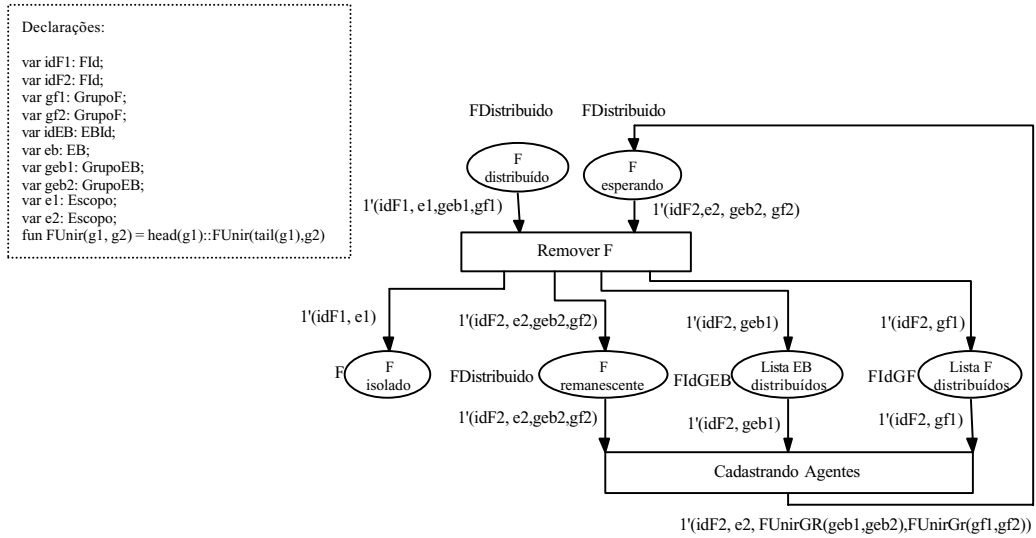 Declarações:
var idF1: FId;
var idF2: FId;
var gf1: GrupoF;
var gf2: GrupoF;
var idEB: EBId;
var eb: EB;
var geb1: GrupoEB;
var geb2: GrupoEB;
var e1: Escopo;
var e2: Escopo;
fun FUnir(g1, g2) = head(g1)::FUnir(tail(g1),g2)
FDistribuido
FDistribuido
F
distribuído
F
esperando
1'(idF1, e1,geb1,gf1)
1'(idF2,e2, geb2, gf2)
Remover F
1'(idF1, e1)
1'(idF2, e2,geb2,gf2)
1'(idF2, geb1)
1'(idF2, gf1)
F
F
isolado
FDistribuido
F
remanescente
FIdGEB
Lista EB
distribuídos
FIdGF
Lista F
distribuídos
1'(idF2, e2,geb2,gf2)
1'(idF2, geb1)
1'(idF2, gf1)
Cadastrando Agentes
1'(idF2, e2, FUnirGR(geb1,geb2),FUnirGr(gf1,gf2))